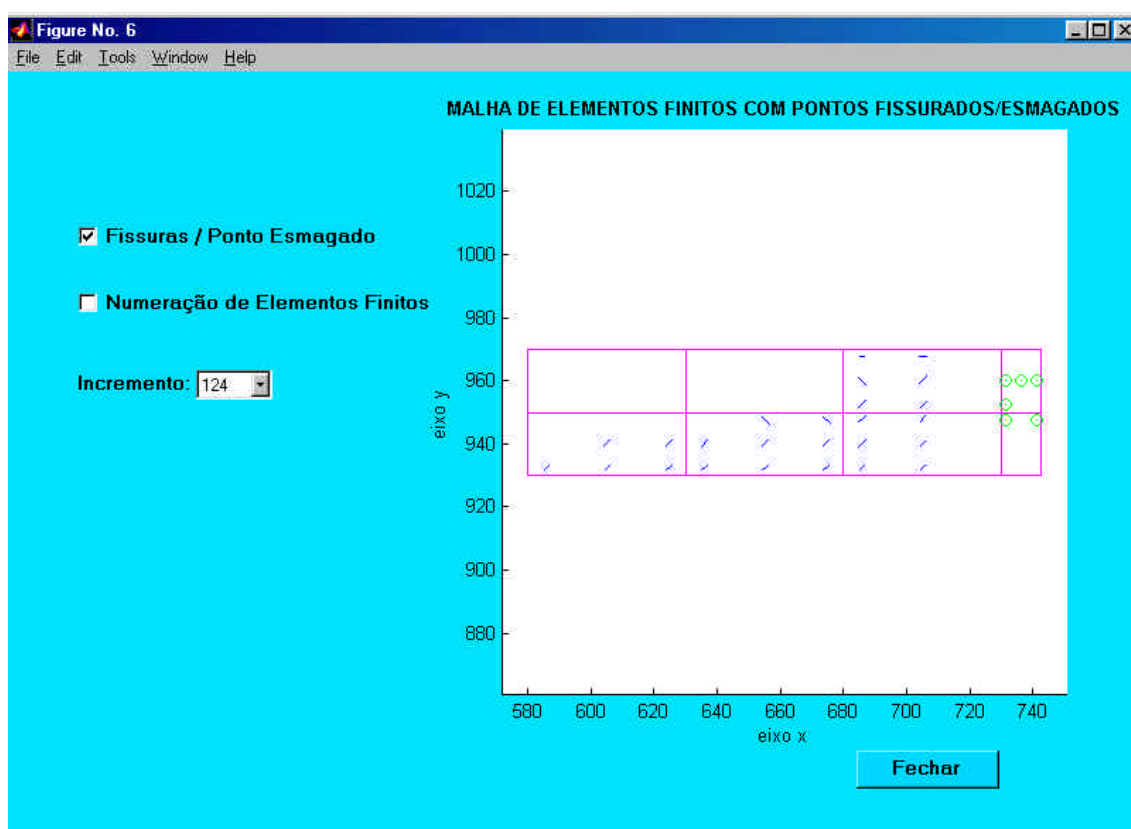 Figure No. 6
File Edit Tools Window Help
MALHA DE ELEMENTOS FINITOS COM PONTOS FISSURADOS/ESMAGADOS
Fissuras / Ponto Esmagado
Numeração de Elementos Finitos
Incremento: 124
eixo y
1020
1000
980
960
940
920
900
880
580 600 620 640 660 680 700 720 740
eixo x
Fechar